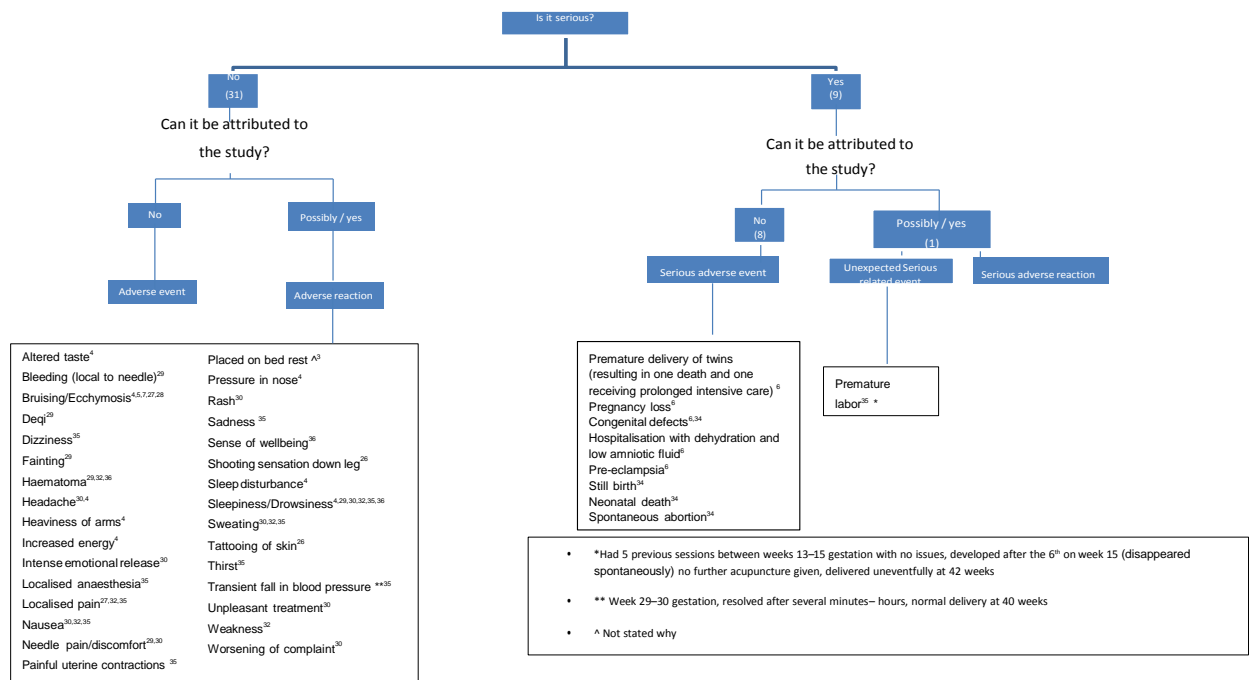 Is it serious?
No
(31)
Yes
(9)
Can it be attributed to
the study?
Can it be attributed to
the study?
No
Possibly / yes
No
(8)
Possibly / yes
(1)
Adverse event
Adverse reaction
Serious adverse event
Unexpected Serious
related event
Serious adverse reaction
Altered taste⁴
Bleeding (local to needle)²⁹
Bruising/Ecchymosis⁴,⁵,⁷,²⁷,²⁸
Deqi²⁹
Dizziness³⁵
Fainting²⁹
Haematoma²⁹,³²,³⁶
Headache³⁰,⁴
Heaviness of arms⁴
Increased energy⁴
Intense emotional release³⁰
Localised anaesthesia³⁵
Localised pain²⁷,³²,³⁵
Nausea³⁰,³²,³⁵
Needle pain/discomfort²⁹,³⁰
Painful uterine contractions ³⁵
Placed on bed rest ^³
Pressure in nose⁴
Rash³⁰
Sadness ³⁵
Sense of wellbeing³⁶
Shooting sensation down leg²⁶
Sleep disturbance⁴
Sleepiness/Drowsiness⁴,²⁹,³⁰,³²,³⁵,³⁶
Sweating³⁰,³²,³⁵
Tattooing of skin²⁶
Thirst³⁵
Transient fall in blood pressure **³⁵
Unpleasant treatment³⁰
Weakness³²
Worsening of complaint³⁰
Premature delivery of twins
(resulting in one death and one
receiving prolonged intensive care) ⁶
Pregnancy loss⁶
Congenital defects⁶,³⁴
Hospitalisation with dehydration and
low amniotic fluid⁶
Pre-eclampsia⁶
Still birth³⁴
Neonatal death³⁴
Spontaneous abortion³⁴
Premature
labor³⁵ *
• *Had 5 previous sessions between weeks 13–15 gestation with no issues, developed after the 6ᵗʰ on week 15 (disappeared
spontaneously) no further acupuncture given, delivered uneventfully at 42 weeks
• ** Week 29–30 gestation, resolved after several minutes– hours, normal delivery at 40 weeks
• ^ Not stated why